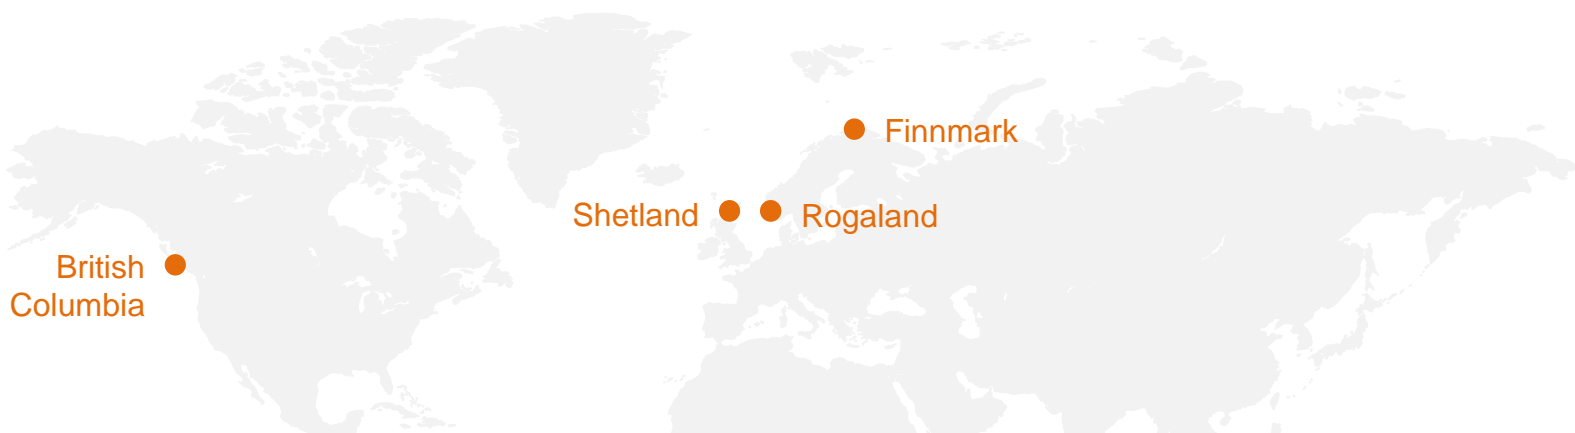 Finnmark
Shetland
Rogaland
British
Columbia